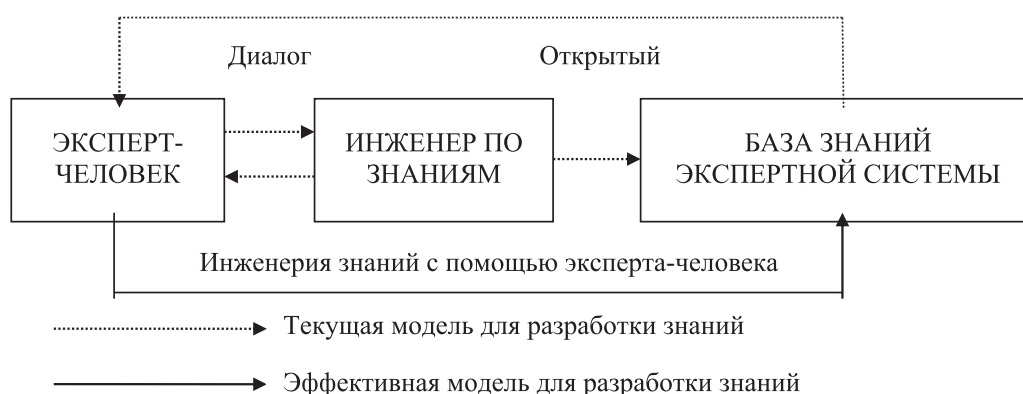 Диалог
Открытый
ЭКСПЕРТ-
ЧЕЛОВЕК
ИНЖЕНЕР ПО
ЗНАНИЯМ
БАЗА ЗНАНИЙ
ЭКСПЕРТНОЙ СИСТЕМЫ
Инженерия знаний с помощью эксперта-человека
Текущая модель для разработки знаний
Эффективная модель для разработки знаний